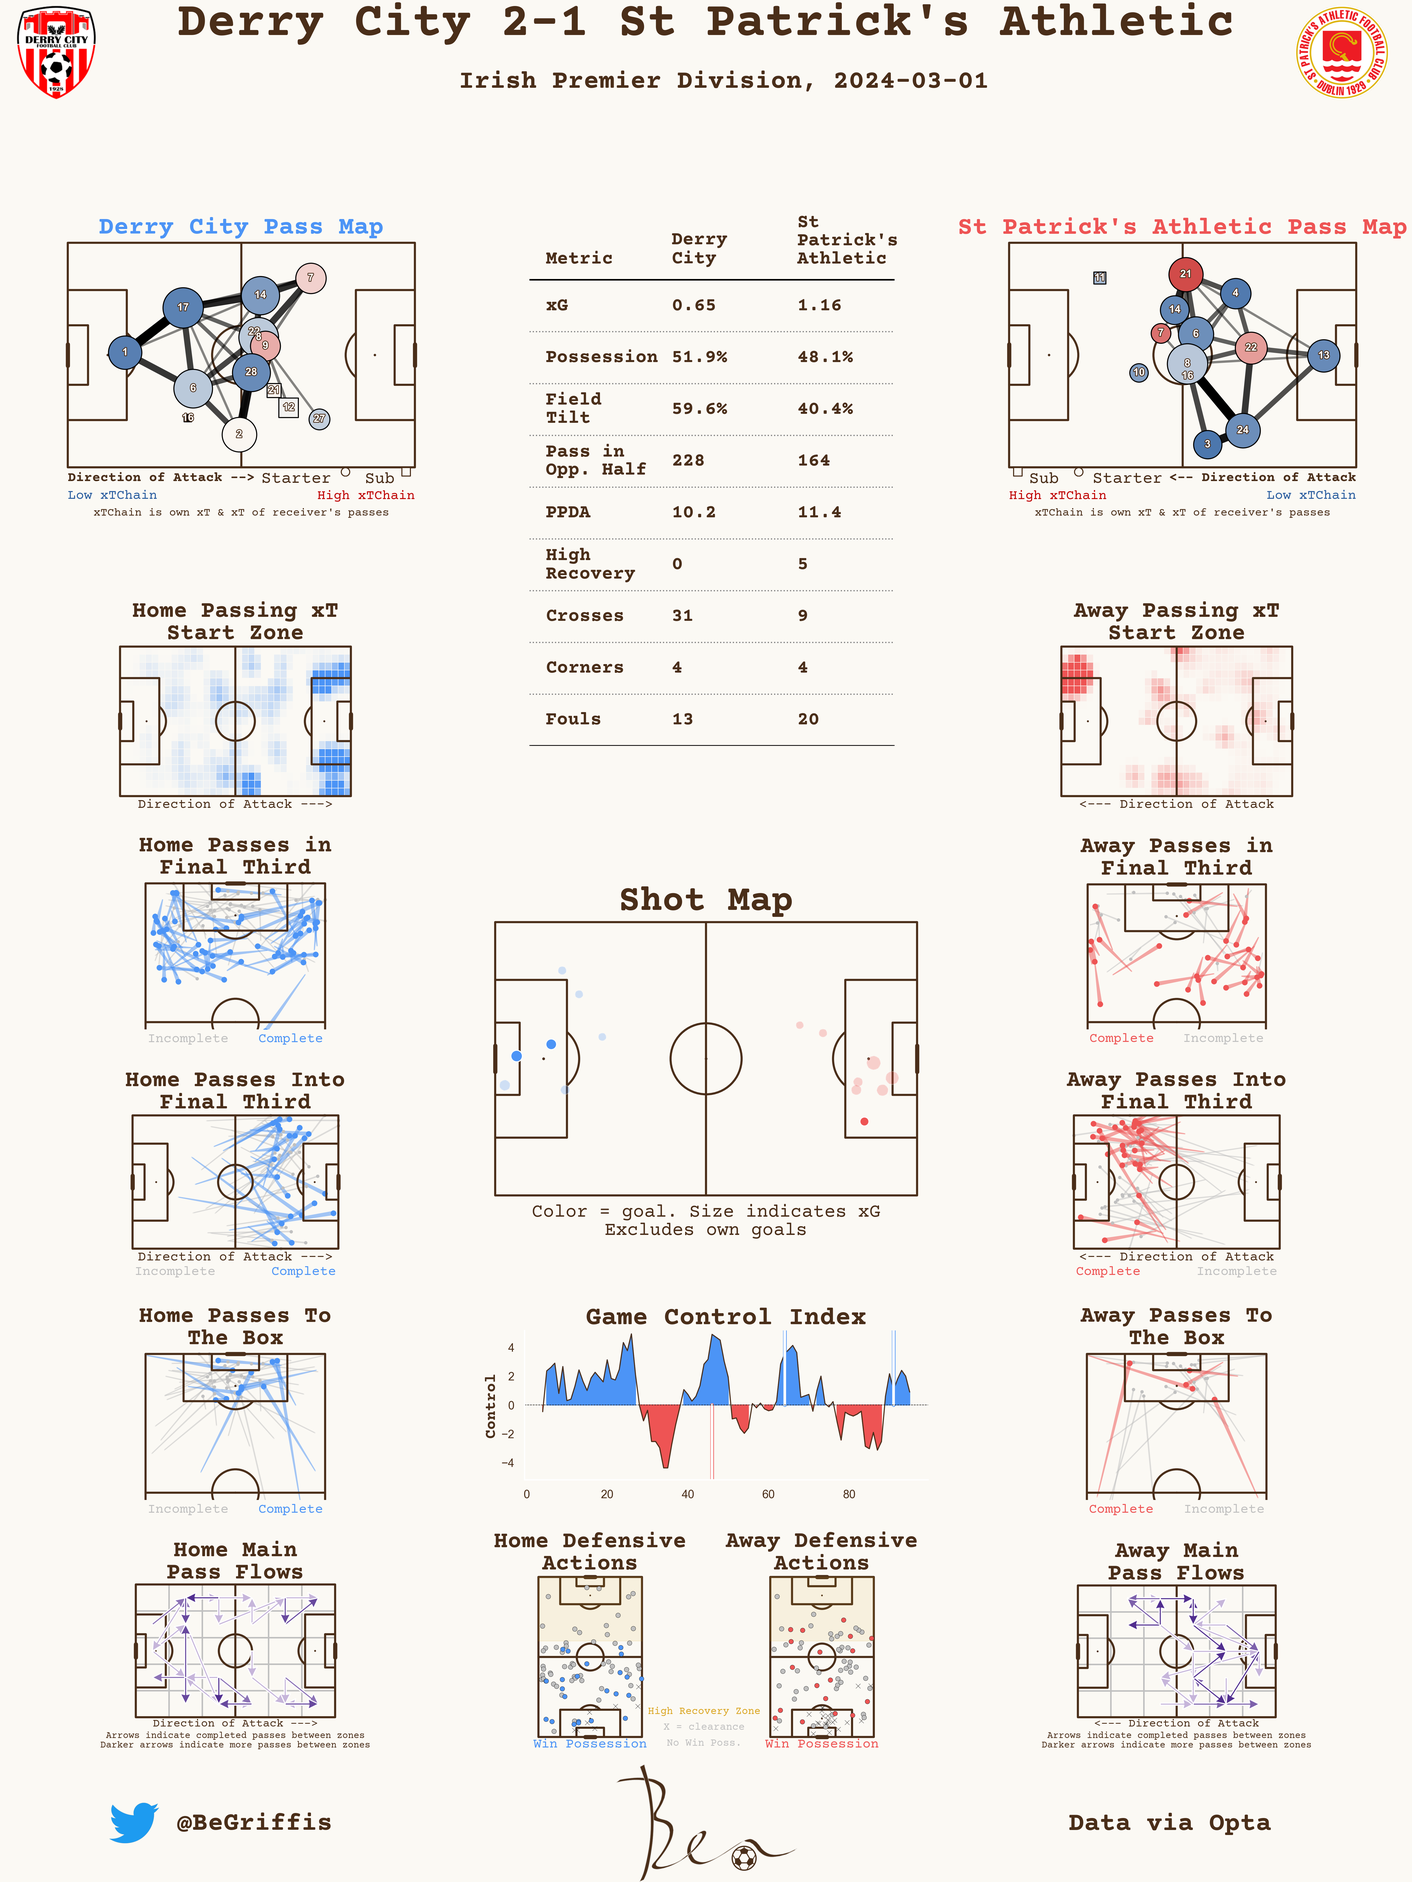 Derry City 2-1 St Patrick's Athletic
Irish Premier Division, 2024-03-01
DERRY CITY
FOOTBALL CLUB
1928
ST PATRICK'S ATHLETIC FOOTBALL CLUB
DUBLIN 1929
Derry City Pass Map
1
17
6
16
14
7
22
8
9
28
21
12
27
2
Direction of Attack --> Starter Sub
Low xTChain High xTChain
xTChain is own xT & xT of receiver's passes
Metric Derry City St Patrick's Athletic
xG 0.65 1.16
Possession 51.9% 48.1%
Field Tilt 59.6% 40.4%
Pass in Opp. Half 228 164
PPDA 10.2 11.4
High Recovery 0 5
Crosses 31 9
Corners 4 4
Fouls 13 20
St Patrick's Athletic Pass Map
11
21
4
14
7
6
22
13
8
16
10
24
3
Sub Starter <-- Direction of Attack
High xTChain Low xTChain
xTChain is own xT & xT of receiver's passes
Home Passing xT
Start Zone
Direction of Attack --->
Away Passing xT
Start Zone
<--- Direction of Attack
Home Passes in
Final Third
Incomplete Complete
Away Passes in
Final Third
Complete Incomplete
Shot Map
Color = goal. Size indicates xG
Excludes own goals
Home Passes Into
Final Third
Direction of Attack --->
Incomplete Complete
Away Passes Into
Final Third
<--- Direction of Attack
Complete Incomplete
Home Passes To
The Box
Incomplete Complete
Game Control Index
Control
4
2
0
−2
−4
0 20 40 60 80
Away Passes To
The Box
Complete Incomplete
Home Main
Pass Flows
Direction of Attack --->
Arrows indicate completed passes between zones
Darker arrows indicate more passes between zones
Home Defensive
Actions
Win Possession
Away Defensive
Actions
Win Possession
High Recovery Zone
X = clearance
No Win Poss.
Away Main
Pass Flows
<--- Direction of Attack
Arrows indicate completed passes between zones
Darker arrows indicate more passes between zones
@BeGriffis
Ben
Data via Opta